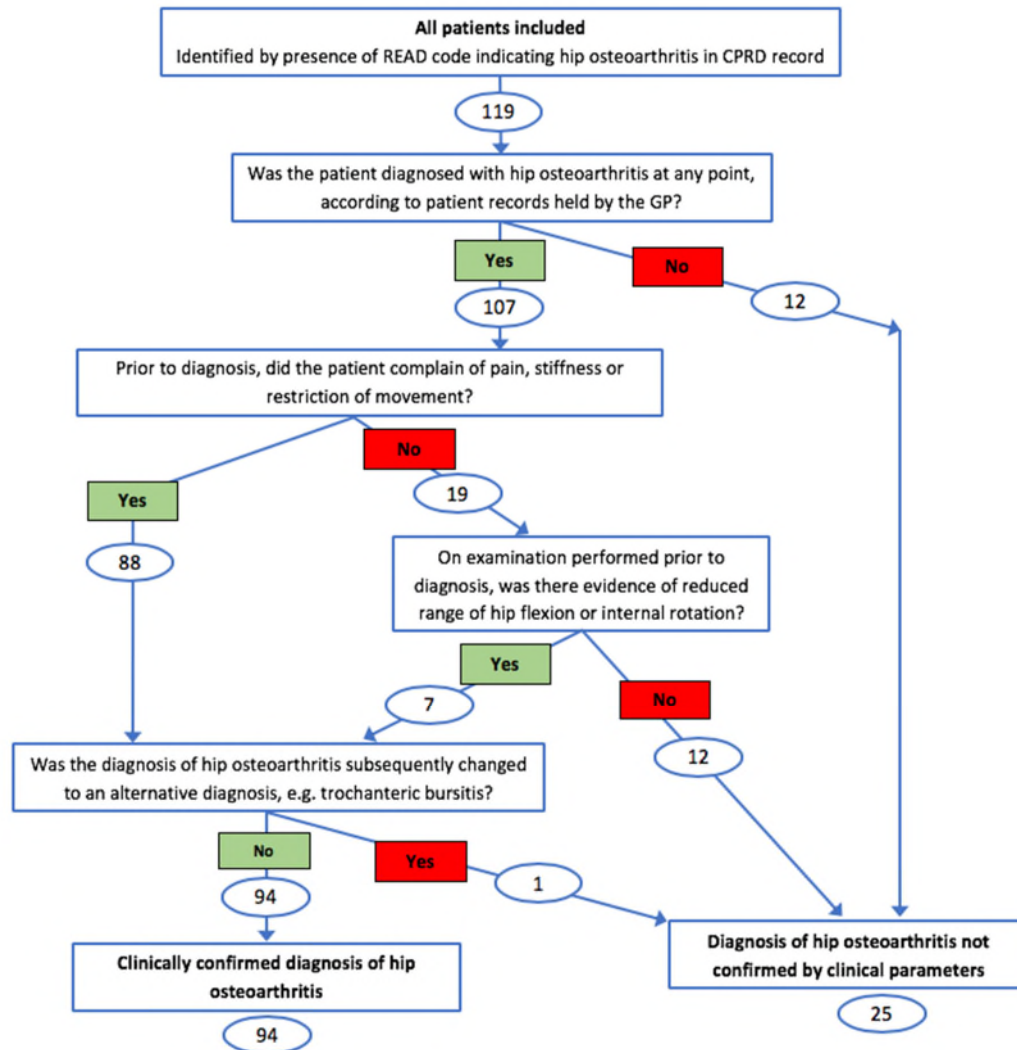 All patients included
Identified by presence of READ code indicating hip osteoarthritis in CPRD record
119
Was the patient diagnosed with hip osteoarthritis at any point,
according to patient records held by the GP?
Yes
No
107
12
Prior to diagnosis, did the patient complain of pain, stiffness or
restriction of movement?
No
Yes
19
88
On examination performed prior to
diagnosis, was there evidence of reduced
range of hip flexion or internal rotation?
Yes
No
7
12
Was the diagnosis of hip osteoarthritis subsequently changed
to an alternative diagnosis, e.g. trochanteric bursitis?
No
Yes
94
1
Clinically confirmed diagnosis of hip
osteoarthritis
94
Diagnosis of hip osteoarthritis not
confirmed by clinical parameters
25